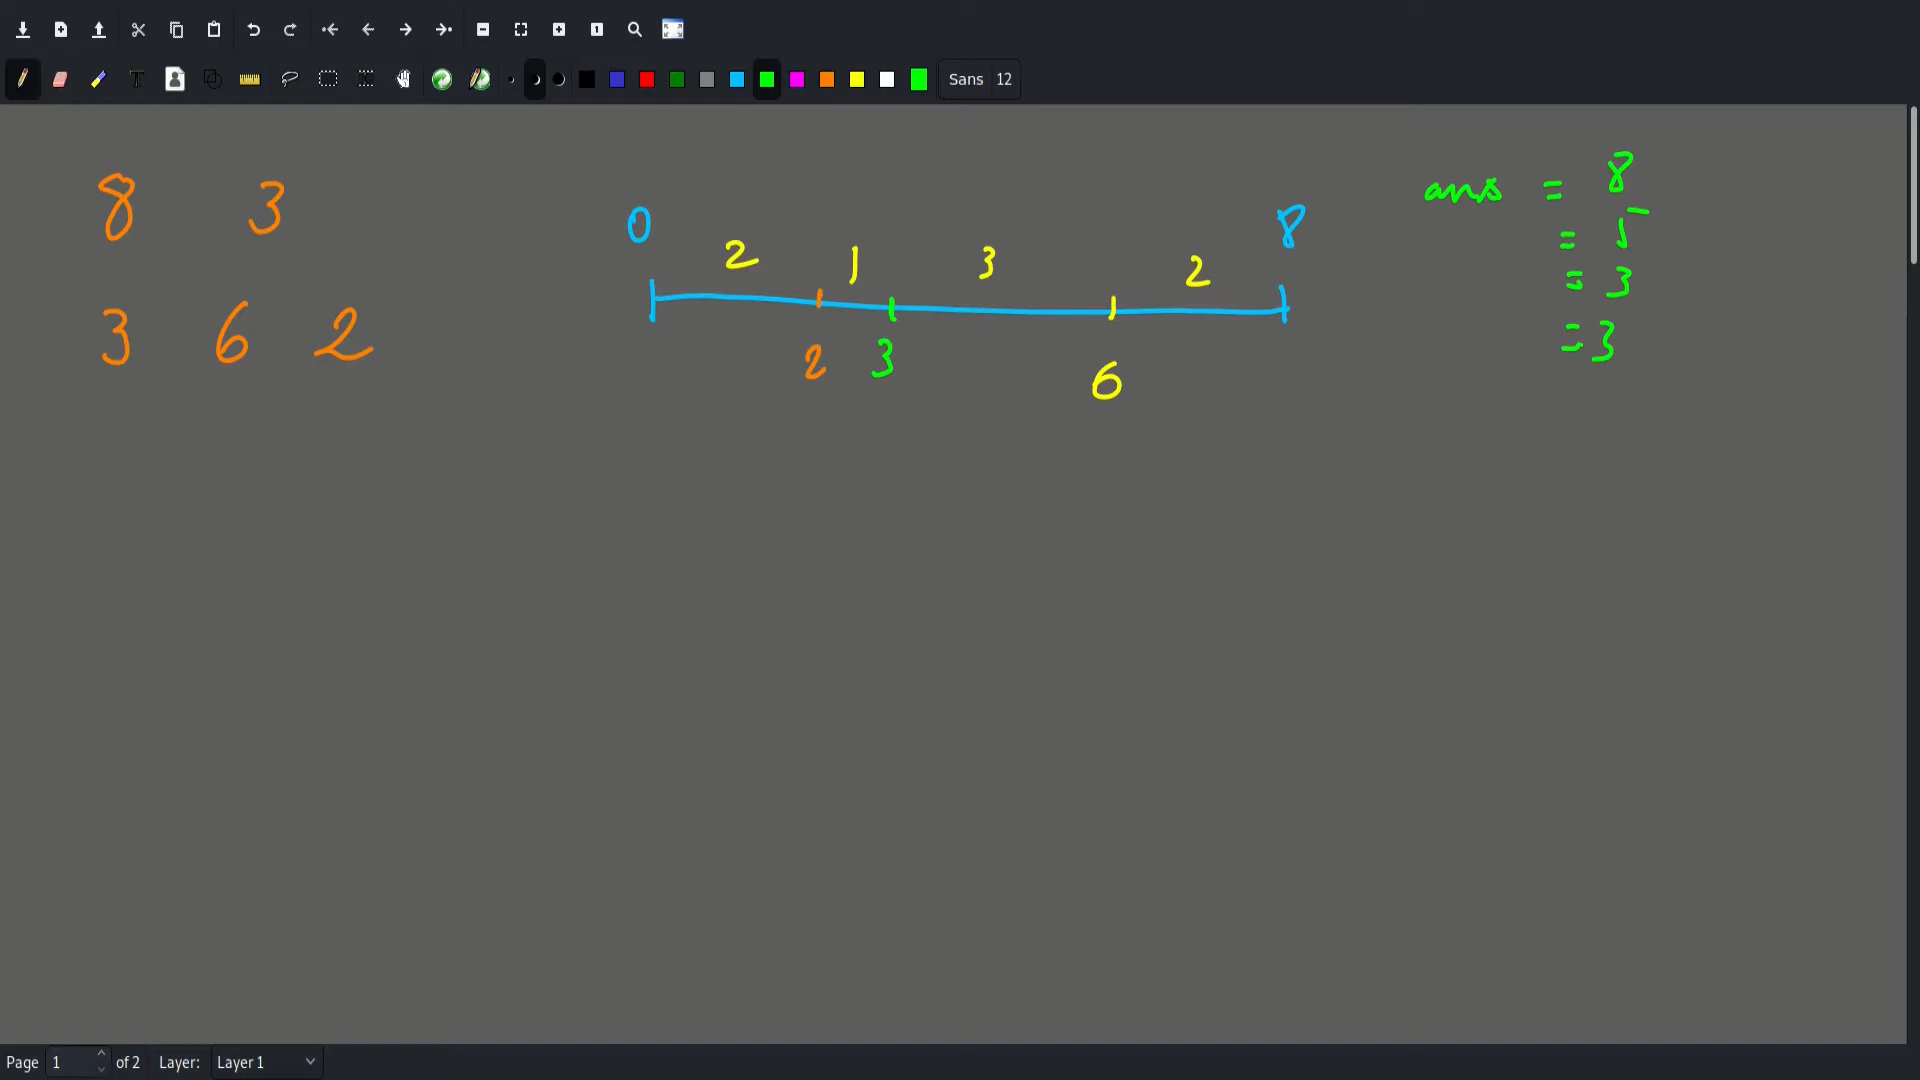 Sans 12
8 3
3 6 2
0 8
2 1 3 2
2 3 6
ans = 8
= 5
= 3
= 3
Page 1 of 2 Layer: Layer 1